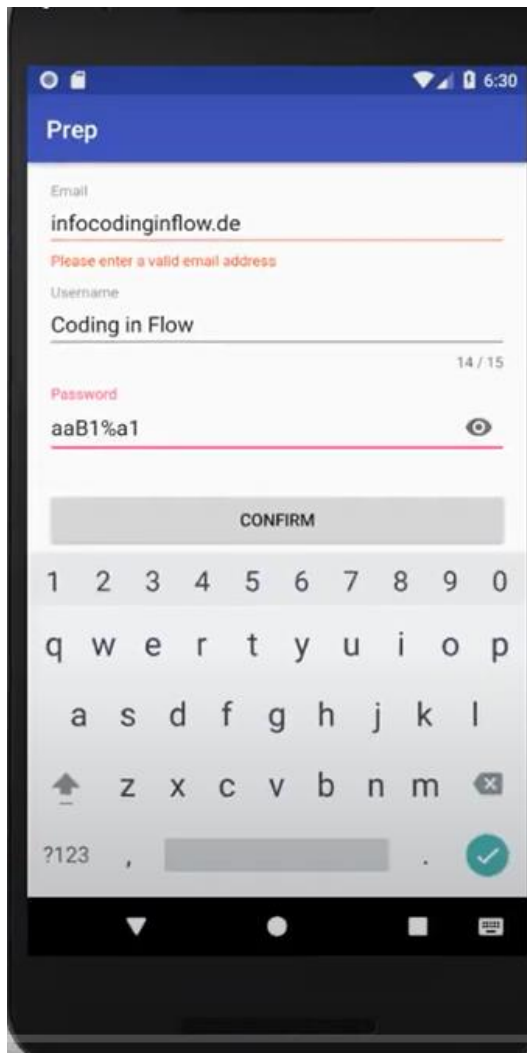 6:30
Prep
Email
infocodinginflow.de
Please enter a valid email address
Username
Coding in Flow
14 / 15
Password
aaB1%a1
CONFIRM
1 2 3 4 5 6 7 8 9 0
q w e r t y u i o p
a s d f g h j k l
z x c v b n m
?123 , .